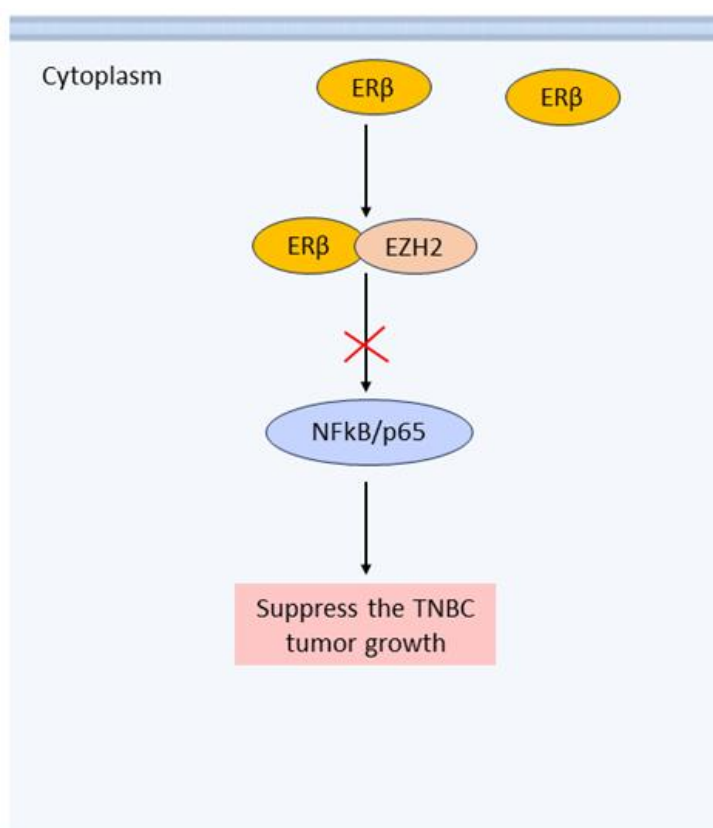 Cytoplasm
ERβ
ERβ
ERβ
EZH2
NFkB/p65
Suppress the TNBC
tumor growth